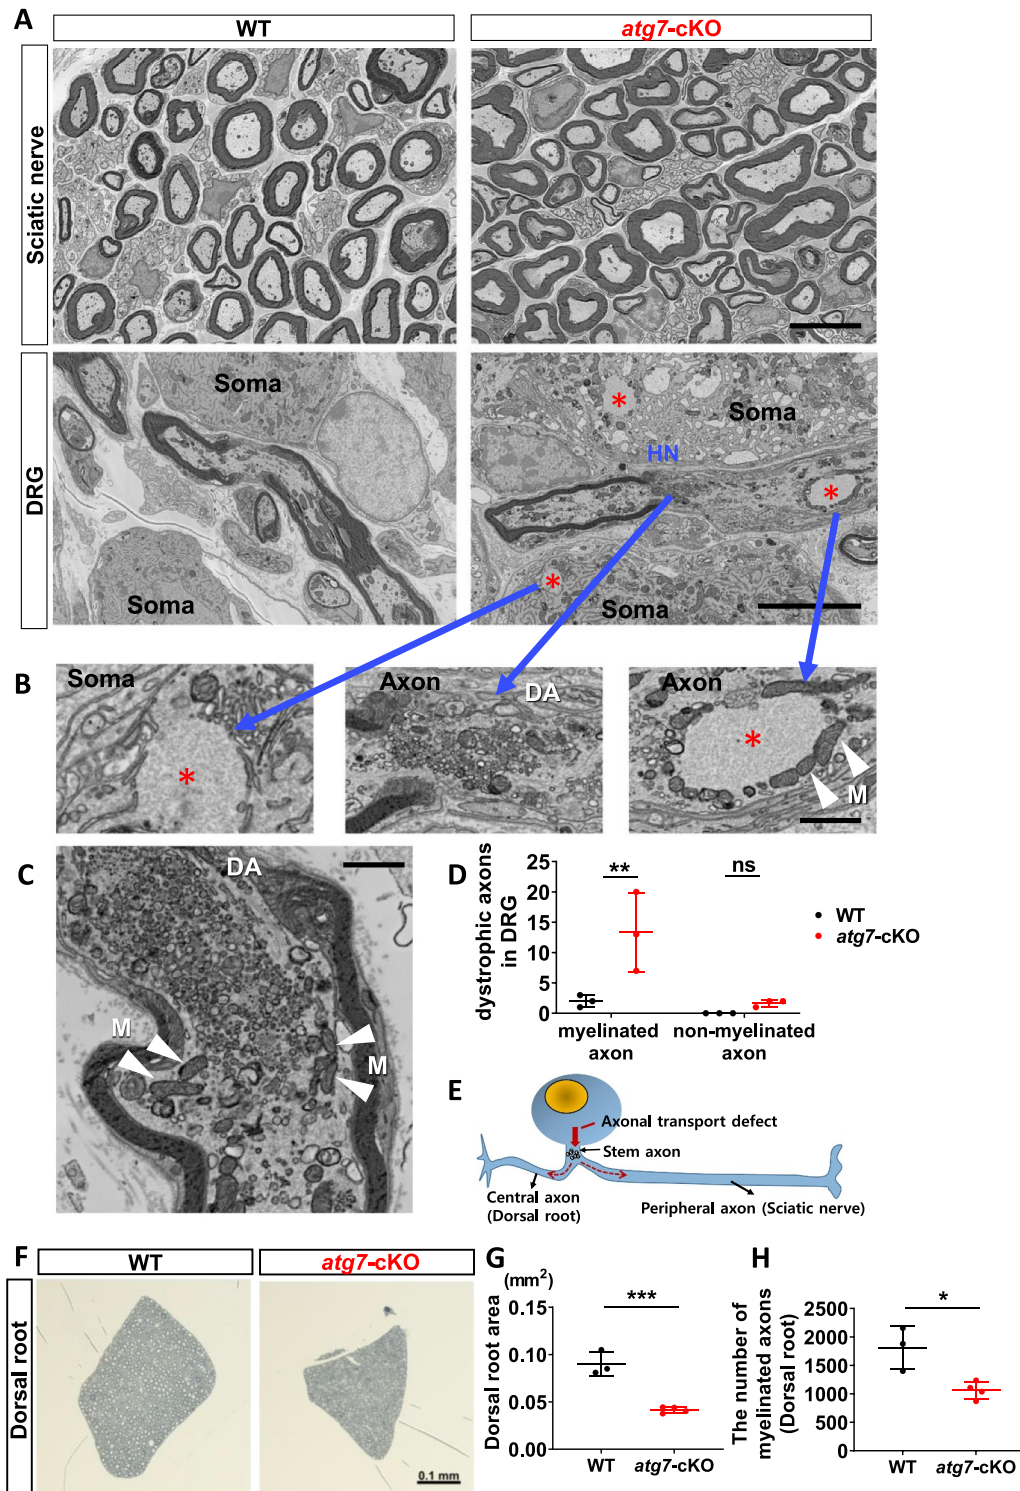 A
WT
atg7-cKO
Sciatic nerve
DRG
Soma
Soma
*
Soma
HN
*
*
Soma
B
Soma
*
Axon
DA
Axon
*
M
C
DA
M
M
D
dystrophic axons
in DRG
25
20
15
10
5
0
**
ns
myelinated
axon
non-myelinated
axon
WT
atg7-cKO
E
Axonal transport defect
Stem axon
Central axon
(Dorsal root)
Peripheral axon (Sciatic nerve)
F
WT
atg7-cKO
Dorsal root
0.1 mm
G
(mm²)
Dorsal root area
0.15
0.10
0.05
0.00
***
WT
atg7-cKO
H
The number of
myelinated axons
(Dorsal root)
2500
2000
1500
1000
500
0
*
WT
atg7-cKO